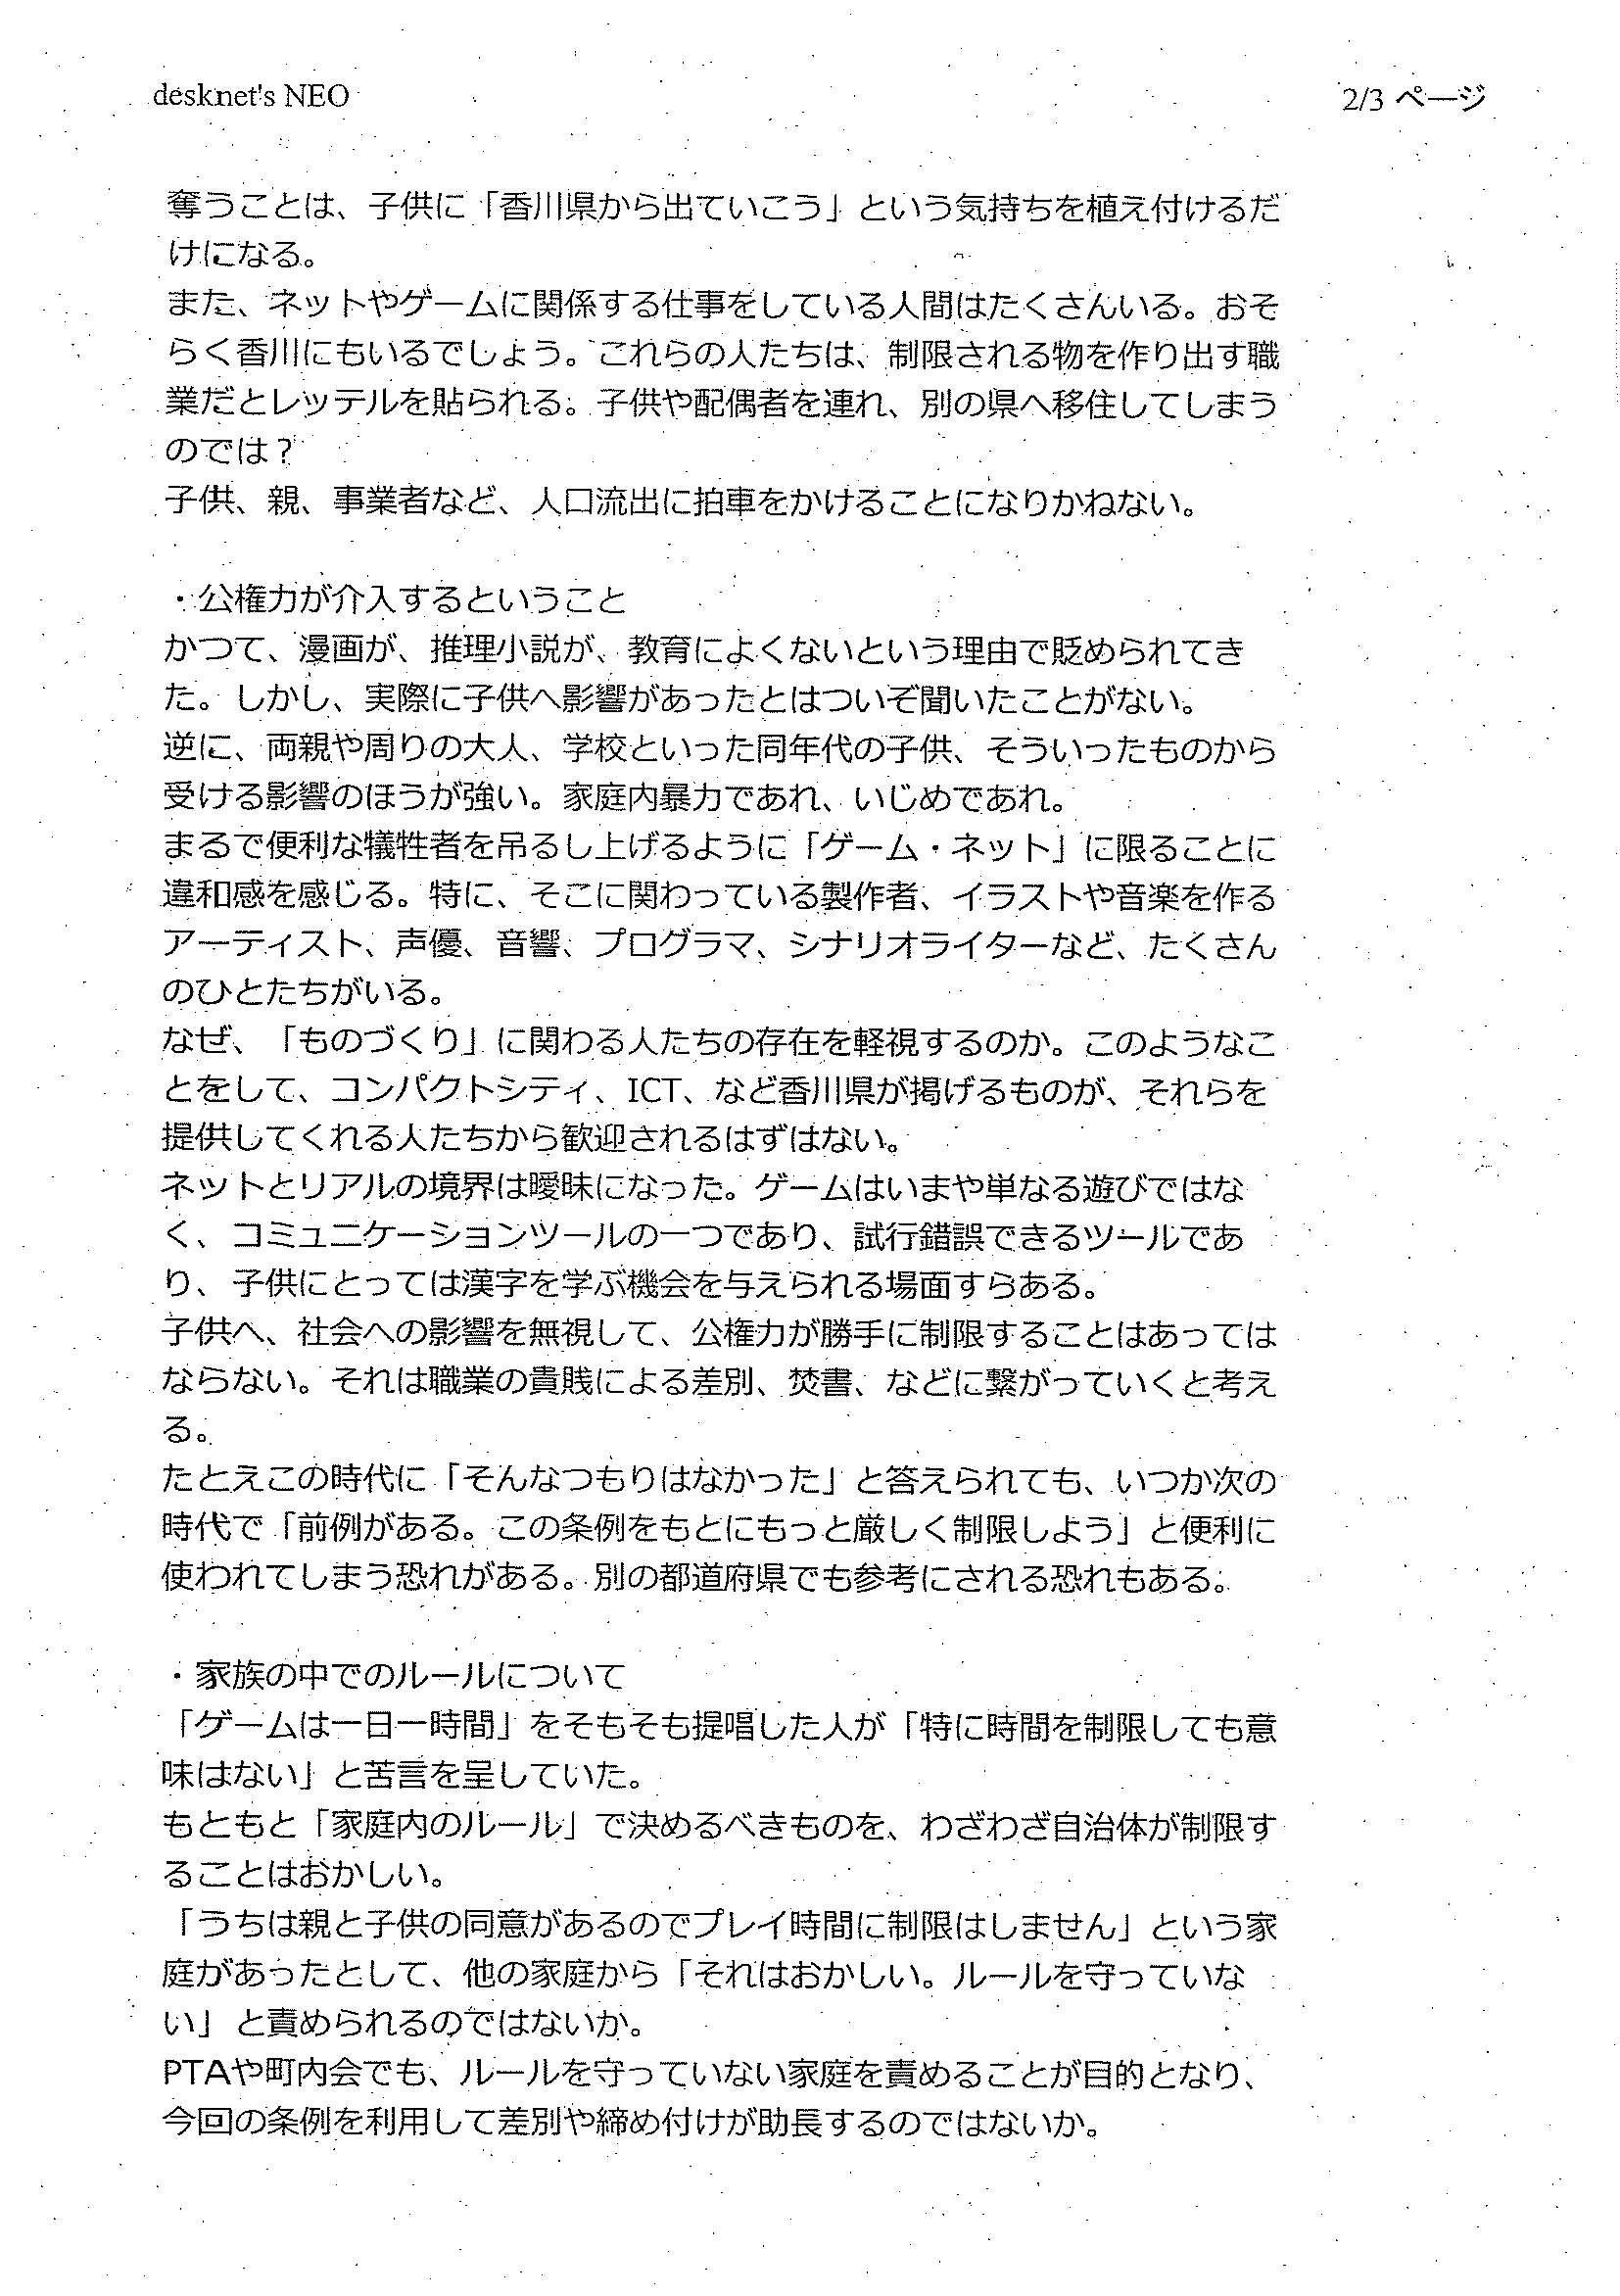 desknet's NEO
2/3 ページ
奪うことは、子供に「香川県から出ていこう」という気持ちを植え付けるだ
けになる。
また、ネットやゲームに関係する仕事をしている人間はたくさんいる。おそ
らく香川にもいるでしょう。これらの人たちは、制限される物を作り出す職
業だとレッテルを貼られる。子供や配偶者を連れ、別の県へ移住してしまう
のでは？
子供、親、事業者など、人口流出に拍車をかけることになりかねない。
・公権力が介入するということ
かつて、漫画が、推理小説が、教育によくないという理由で貶められてき
た。しかし、実際に子供へ影響があったとはついぞ聞いたことがない。
逆に、両親や周りの大人、学校といった同年代の子供、そういったものから
受ける影響のほうが強い。家庭内暴力であれ、いじめであれ。
まるで便利な犠牲者を吊るし上げるように「ゲーム・ネット」に限ることに
違和感を感じる。特に、そこに関わっている製作者、イラストや音楽を作る
アーティスト、声優、音響、プログラマ、シナリオライターなど、たくさん
のひとたちがいる。
なぜ、「ものづくり」に関わる人たちの存在を軽視するのか。このようなこ
とをして、コンパクトシティ、ICT、など香川県が掲げるものが、それらを
提供してくれる人たちから歓迎されるはずはない。
ネットとリアルの境界は曖昧になった。ゲームはいまや単なる遊びではな
く、コミュニケーションツールの一つであり、試行錯誤できるツールであ
り、子供にとっては漢字を学ぶ機会を与えられる場面すらある。
子供へ、社会への影響を無視して、公権力が勝手に制限することはあっては
ならない。それは職業の貴賎による差別、焚書、などに繋がっていくと考え
る。
たとえこの時代に「そんなつもりはなかった」と答えられても、いつか次の
時代で「前例がある。この条例をもとにもっと厳しく制限しよう」と便利に
使われてしまう恐れがある。別の都道府県でも参考にされる恐れもある。
・家族の中でのルールについて
「ゲームは一日一時間」をそもそも提唱した人が「特に時間を制限しても意
味はない」と苦言を呈していた。
もともと「家庭内のルール」で決めるべきものを、わざわざ自治体が制限す
ることはおかしい。
「うちは親と子供の同意があるのでプレイ時間に制限はしません」という家
庭があったとして、他の家庭から「それはおかしい。ルールを守っていな
い」と責められるのではないか。
PTAや町内会でも、ルールを守っていない家庭を責めることが目的となり、
今回の条例を利用して差別や締め付けが助長するのではないか。